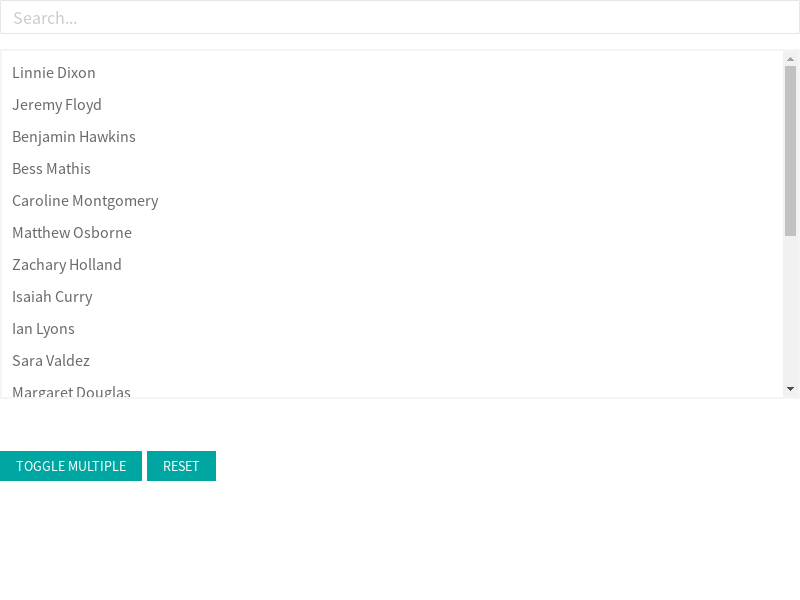 Search...
Linnie Dixon
Jeremy Floyd
Benjamin Hawkins
Bess Mathis
Caroline Montgomery
Matthew Osborne
Zachary Holland
Isaiah Curry
Ian Lyons
Sara Valdez
Margaret Douglas
TOGGLE MULTIPLE RESET